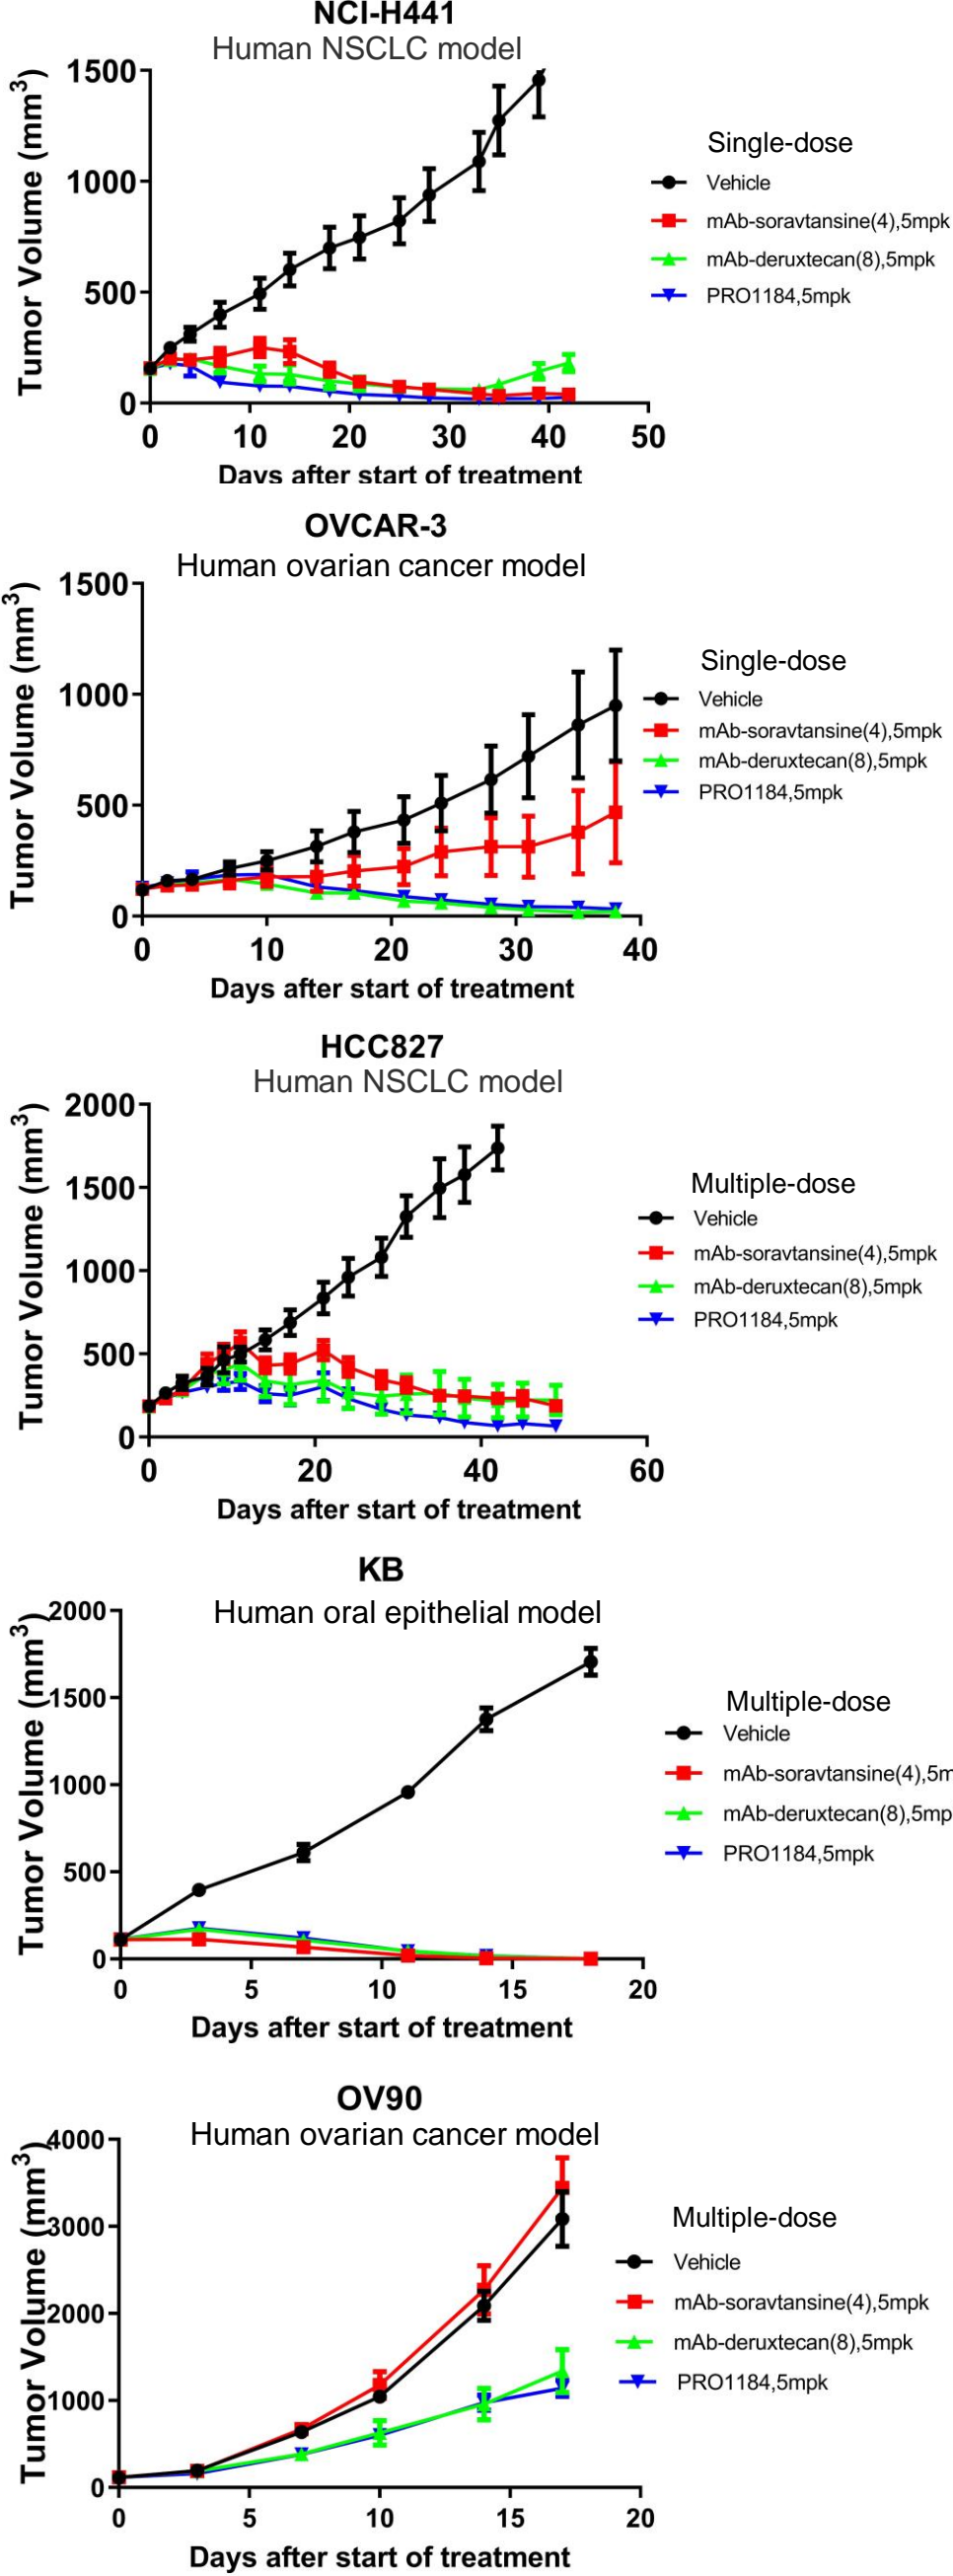 NCI-H441
Human NSCLC model
Tumor Volume (mm3)
1500
1000
500
0
0 10 20 30 40 50
Days after start of treatment
Single-dose
Vehicle
mAb-soravtansine(4),5mpk
mAb-deruxtecan(8),5mpk
PRO1184,5mpk
OVCAR-3
Human ovarian cancer model
Tumor Volume (mm3)
1500
1000
500
0
0 10 20 30 40
Days after start of treatment
Single-dose
Vehicle
mAb-soravtansine(4),5mpk
mAb-deruxtecan(8),5mpk
PRO1184,5mpk
HCC827
Human NSCLC model
Tumor Volume (mm3)
2000
1500
1000
500
0
0 20 40 60
Days after start of treatment
Multiple-dose
Vehicle
mAb-soravtansine(4),5mpk
mAb-deruxtecan(8),5mpk
PRO1184,5mpk
KB
Human oral epithelial model
Tumor Volume (mm3)
2000
1500
1000
500
0
0 5 10 15 20
Days after start of treatment
Multiple-dose
Vehicle
mAb-soravtansine(4),5m
mAb-deruxtecan(8),5mp
PRO1184,5mpk
OV90
Human ovarian cancer model
Tumor Volume (mm3)
4000
3000
2000
1000
0
0 5 10 15 20
Days after start of treatment
Multiple-dose
Vehicle
mAb-soravtansine(4),5mpk
mAb-deruxtecan(8),5mpk
PRO1184,5mpk